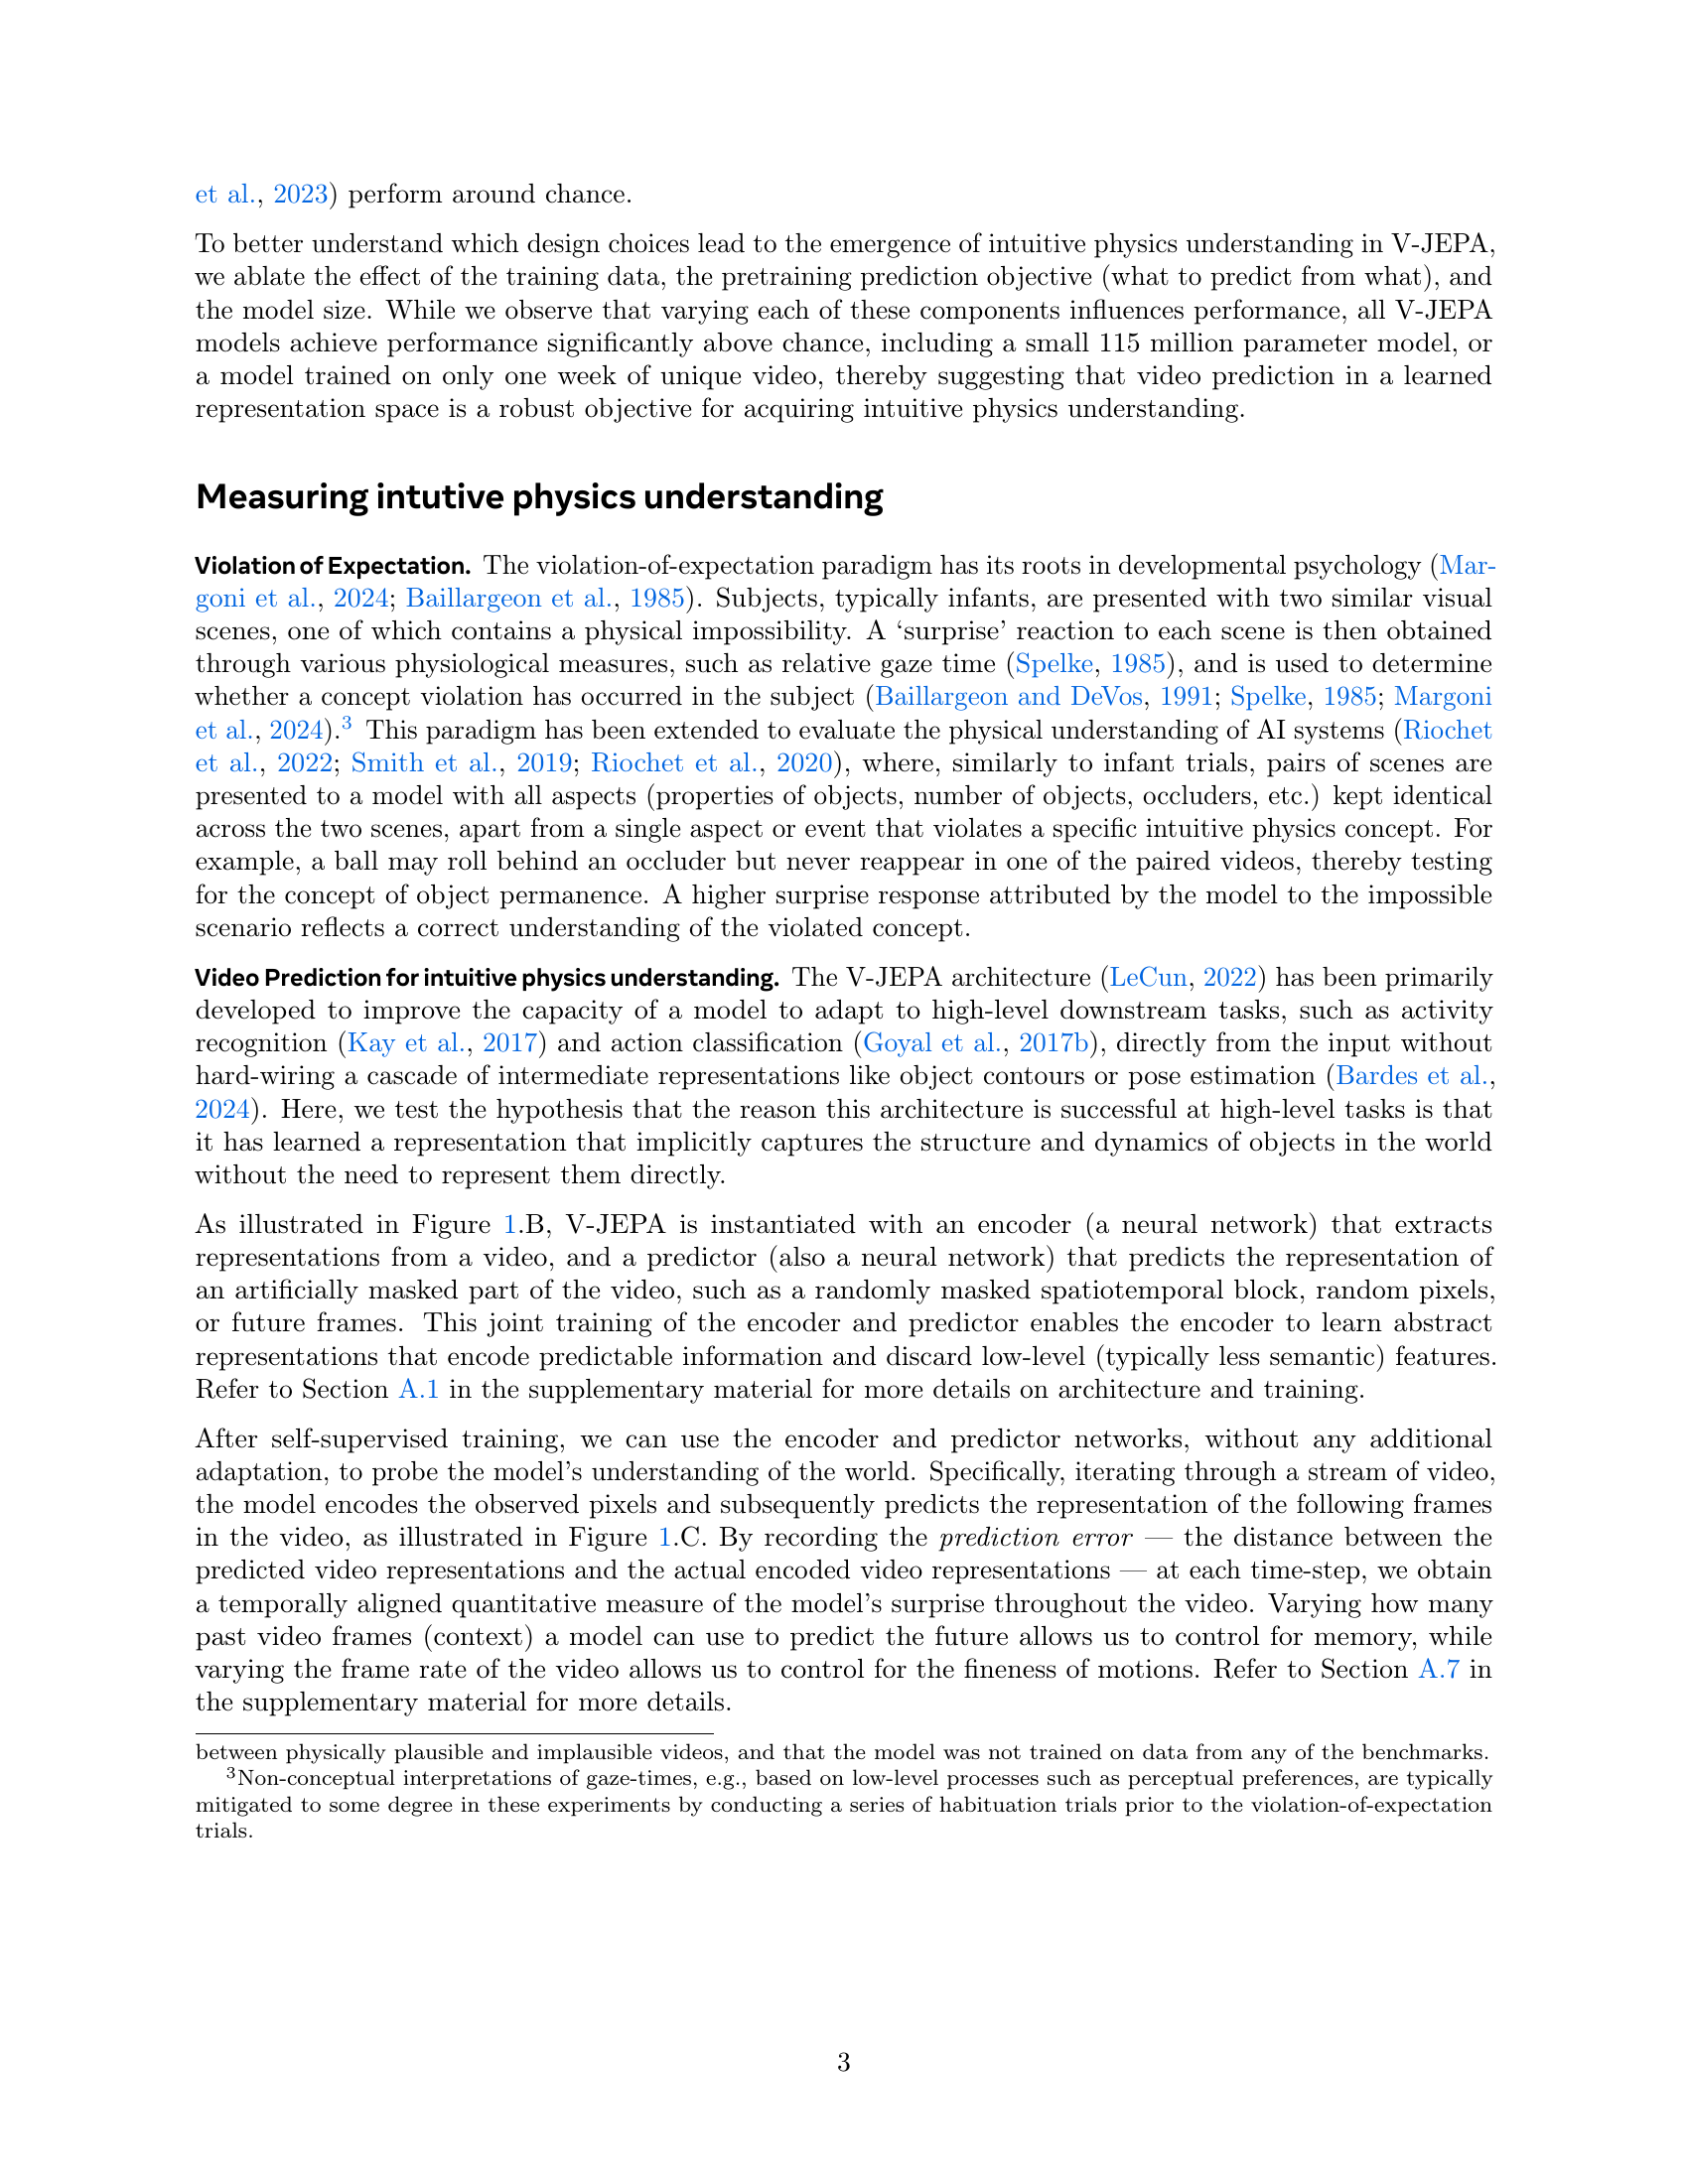 et al., 2023) perform around chance.
To better understand which design choices lead to the emergence of intuitive physics understanding in V-JEPA,
we ablate the effect of the training data, the pretraining prediction objective (what to predict from what), and
the model size. While we observe that varying each of these components influences performance, all V-JEPA
models achieve performance significantly above chance, including a small 115 million parameter model, or
a model trained on only one week of unique video, thereby suggesting that video prediction in a learned
representation space is a robust objective for acquiring intuitive physics understanding.
Measuring intutive physics understanding
Violation of Expectation. The violation-of-expectation paradigm has its roots in developmental psychology (Mar-
goni et al., 2024; Baillargeon et al., 1985). Subjects, typically infants, are presented with two similar visual
scenes, one of which contains a physical impossibility. A ‘surprise’ reaction to each scene is then obtained
through various physiological measures, such as relative gaze time (Spelke, 1985), and is used to determine
whether a concept violation has occurred in the subject (Baillargeon and DeVos, 1991; Spelke, 1985; Margoni
et al., 2024).3 This paradigm has been extended to evaluate the physical understanding of AI systems (Riochet
et al., 2022; Smith et al., 2019; Riochet et al., 2020), where, similarly to infant trials, pairs of scenes are
presented to a model with all aspects (properties of objects, number of objects, occluders, etc.) kept identical
across the two scenes, apart from a single aspect or event that violates a specific intuitive physics concept. For
example, a ball may roll behind an occluder but never reappear in one of the paired videos, thereby testing
for the concept of object permanence. A higher surprise response attributed by the model to the impossible
scenario reflects a correct understanding of the violated concept.
Video Prediction for intuitive physics understanding. The V-JEPA architecture (LeCun, 2022) has been primarily
developed to improve the capacity of a model to adapt to high-level downstream tasks, such as activity
recognition (Kay et al., 2017) and action classification (Goyal et al., 2017b), directly from the input without
hard-wiring a cascade of intermediate representations like object contours or pose estimation (Bardes et al.,
2024). Here, we test the hypothesis that the reason this architecture is successful at high-level tasks is that
it has learned a representation that implicitly captures the structure and dynamics of objects in the world
without the need to represent them directly.
As illustrated in Figure 1.B, V-JEPA is instantiated with an encoder (a neural network) that extracts
representations from a video, and a predictor (also a neural network) that predicts the representation of
an artificially masked part of the video, such as a randomly masked spatiotemporal block, random pixels,
or future frames. This joint training of the encoder and predictor enables the encoder to learn abstract
representations that encode predictable information and discard low-level (typically less semantic) features.
Refer to Section A.1 in the supplementary material for more details on architecture and training.
After self-supervised training, we can use the encoder and predictor networks, without any additional
adaptation, to probe the model’s understanding of the world. Specifically, iterating through a stream of video,
the model encodes the observed pixels and subsequently predicts the representation of the following frames
in the video, as illustrated in Figure 1.C. By recording the prediction error — the distance between the
predicted video representations and the actual encoded video representations — at each time-step, we obtain
a temporally aligned quantitative measure of the model’s surprise throughout the video. Varying how many
past video frames (context) a model can use to predict the future allows us to control for memory, while
varying the frame rate of the video allows us to control for the fineness of motions. Refer to Section A.7 in
the supplementary material for more details.
between physically plausible and implausible videos, and that the model was not trained on data from any of the benchmarks.
3Non-conceptual interpretations of gaze-times, e.g., based on low-level processes such as perceptual preferences, are typically
mitigated to some degree in these experiments by conducting a series of habituation trials prior to the violation-of-expectation
trials.
3